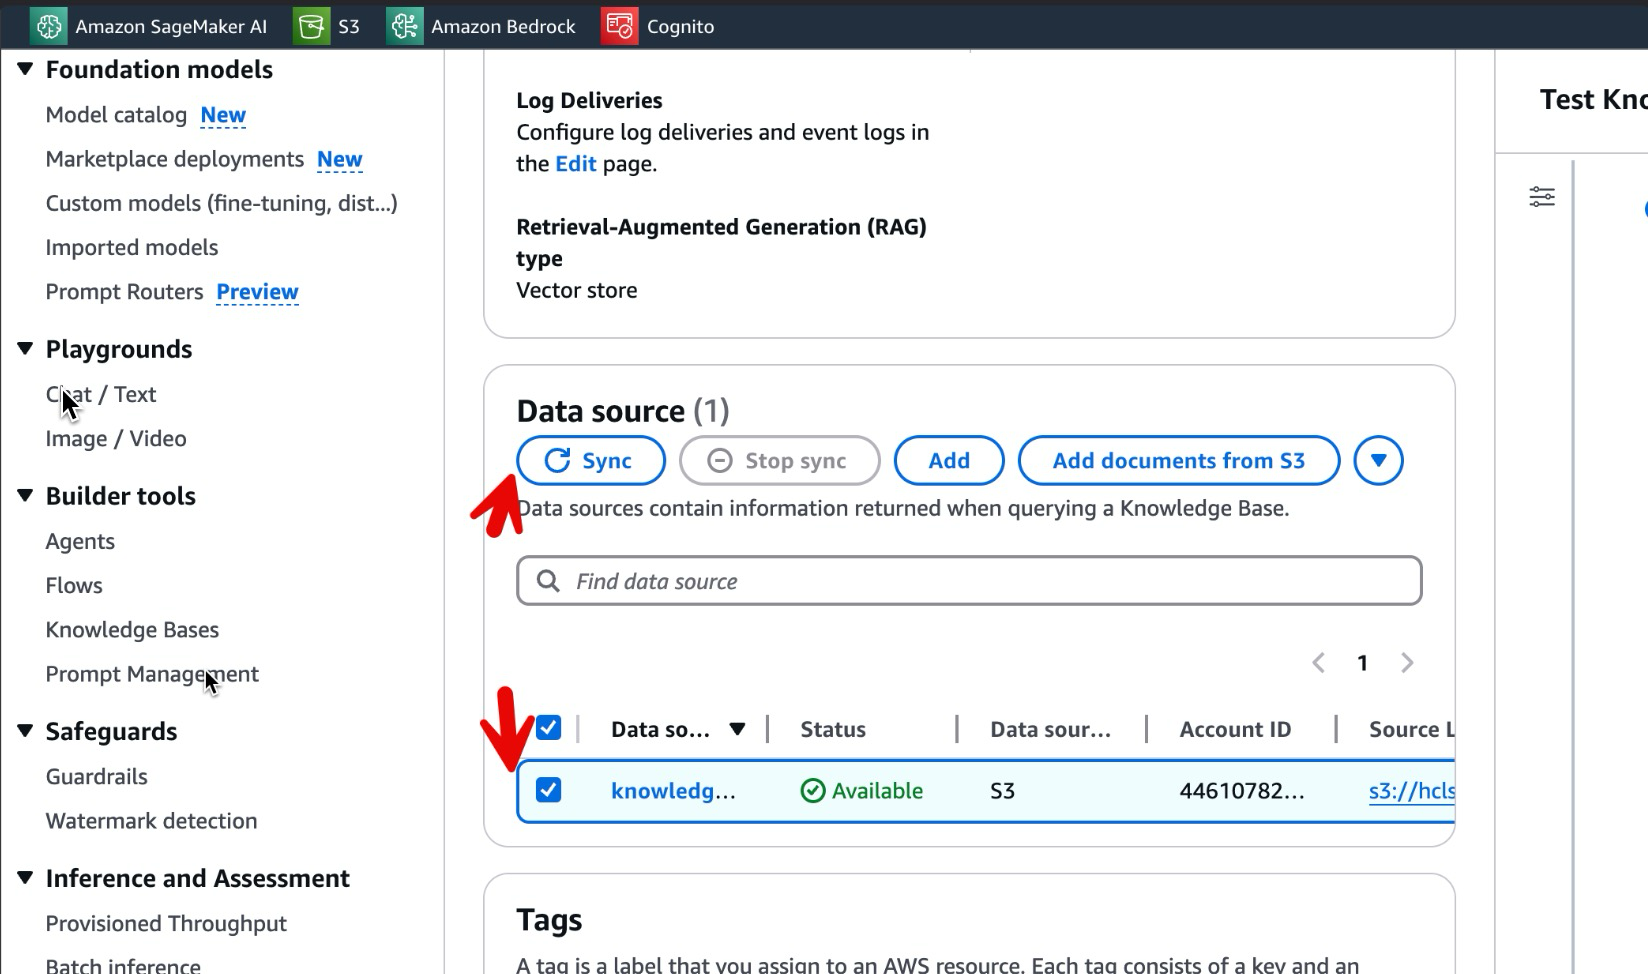 Amazon SageMaker AI S3 Amazon Bedrock Cognito
Foundation models
Model catalog New
Marketplace deployments New
Custom models (fine-tuning, dist...)
Imported models
Prompt Routers Preview
Playgrounds
Chat / Text
Image / Video
Builder tools
Agents
Flows
Knowledge Bases
Prompt Management
Safeguards
Guardrails
Watermark detection
Inference and Assessment
Provisioned Throughput
Batch inference
Log Deliveries
Configure log deliveries and event logs in
the Edit page.
Retrieval-Augmented Generation (RAG)
type
Vector store
Data source (1)
Sync Stop sync Add Add documents from S3
Data sources contain information returned when querying a Knowledge Base.
Find data source
1
Data so... Status Data sour... Account ID Source L
knowledg... Available S3 44610782... s3://hcls
Tags
A tag is a label that you assign to an AWS resource. Each tag consists of a key and an
Test Kno